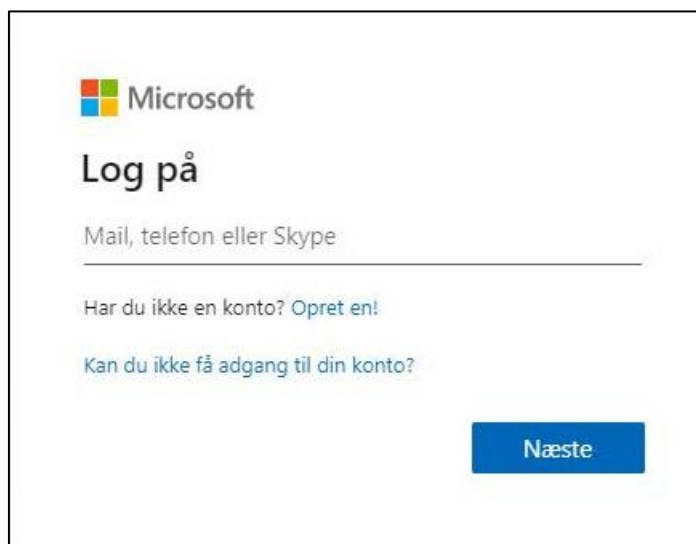 Microsoft
Log på
Mail, telefon eller Skype
Har du ikke en konto? Opret en!
Kan du ikke få adgang til din konto?
Næste